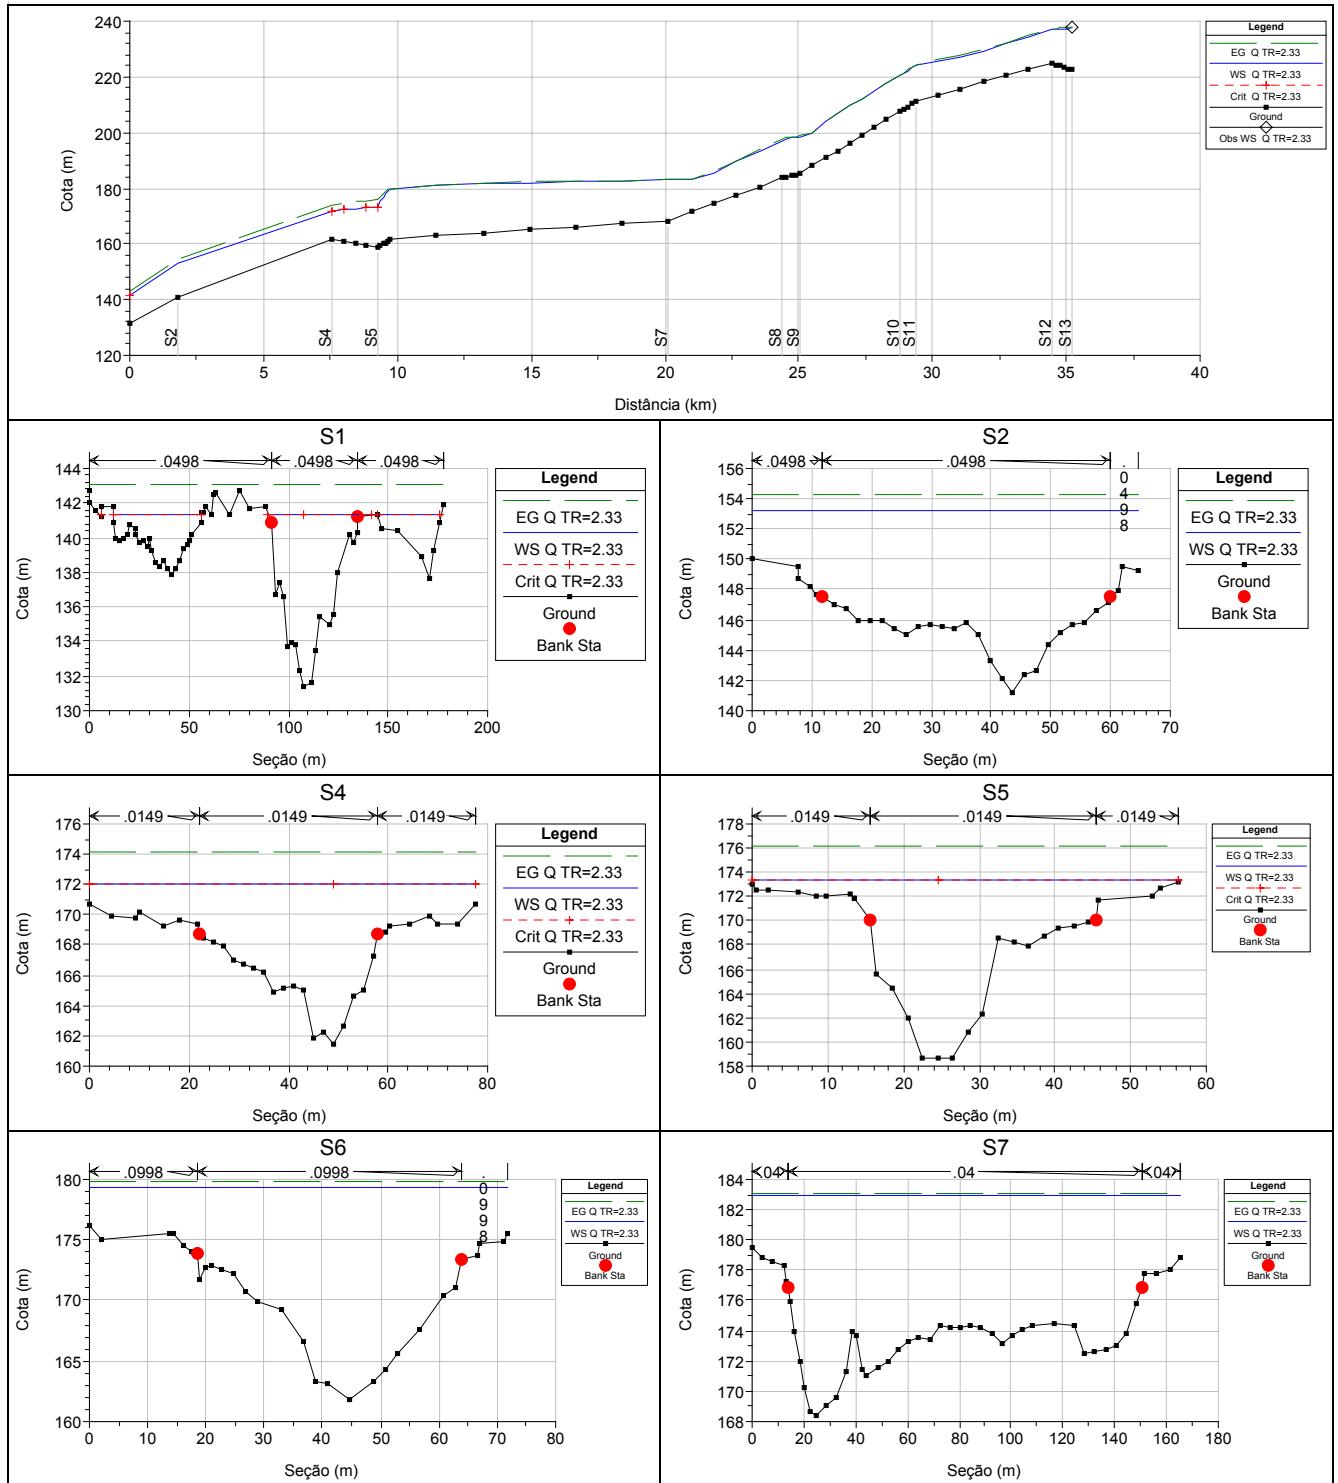 240
220
200
180
160
140
120
Cota (m)
S2
S4
S5
S7
S8
S9
S10
S11
S12
S13
0 5 10 15 20 25 30 35 40
Distância (km)
Legend
EG Q TR=2.33
WS Q TR=2.33
Crit Q TR=2.33
Ground
Obs WS Q TR=2.33
S1
.0498 .0498 .0498
144
142
140
138
136
134
132
130
Cota (m)
0 50 100 150 200
Seção (m)
Legend
EG Q TR=2.33
WS Q TR=2.33
Crit Q TR=2.33
Ground
Bank Sta
S2
.0498 .0498 .0498
156
154
152
150
148
146
144
142
140
Cota (m)
0 10 20 30 40 50 60 70
Seção (m)
Legend
EG Q TR=2.33
WS Q TR=2.33
Ground
Bank Sta
S4
.0149 .0149 .0149
176
174
172
170
168
166
164
162
160
Cota (m)
0 20 40 60 80
Seção (m)
Legend
EG Q TR=2.33
WS Q TR=2.33
Crit Q TR=2.33
Ground
Bank Sta
S5
.0149 .0149 .0149
178
176
174
172
170
168
166
164
162
160
158
Cota (m)
0 10 20 30 40 50 60
Seção (m)
Legend
EG Q TR=2.33
WS Q TR=2.33
Crit Q TR=2.33
Ground
Bank Sta
S6
.0998 .0998 .0998
180
175
170
165
160
Cota (m)
0 10 20 30 40 50 60 70 80
Seção (m)
Legend
EG Q TR=2.33
WS Q TR=2.33
Ground
Bank Sta
S7
.04 .04 .04
184
182
180
178
176
174
172
170
168
Cota (m)
0 20 40 60 80 100 120 140 160 180
Seção (m)
Legend
EG Q TR=2.33
WS Q TR=2.33
Ground
Bank Sta